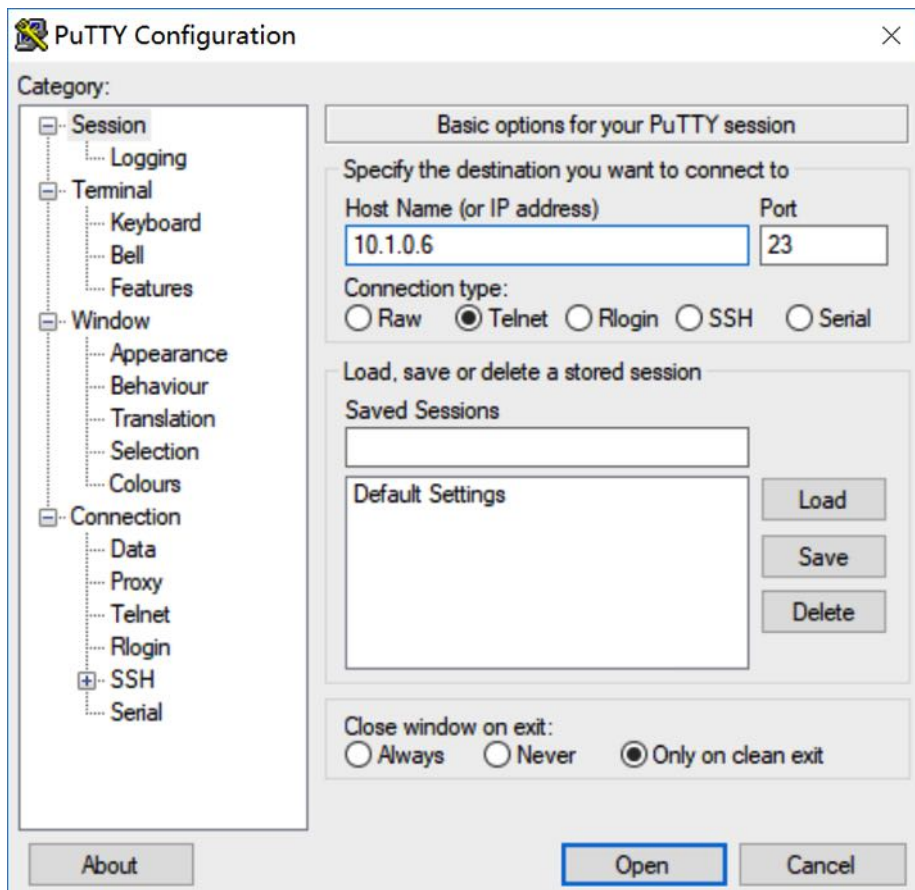 PuTTY Configuration
Category:
Session
Logging
Terminal
Keyboard
Bell
Features
Window
Appearance
Behaviour
Translation
Selection
Colours
Connection
Data
Proxy
Telnet
Rlogin
SSH
Serial
Basic options for your PuTTY session
Specify the destination you want to connect to
Host Name (or IP address) Port
10.1.0.6 23
Connection type:
Raw Telnet Rlogin SSH Serial
Load, save or delete a stored session
Saved Sessions
Default Settings
Load
Save
Delete
Close window on exit:
Always Never Only on clean exit
About Open Cancel